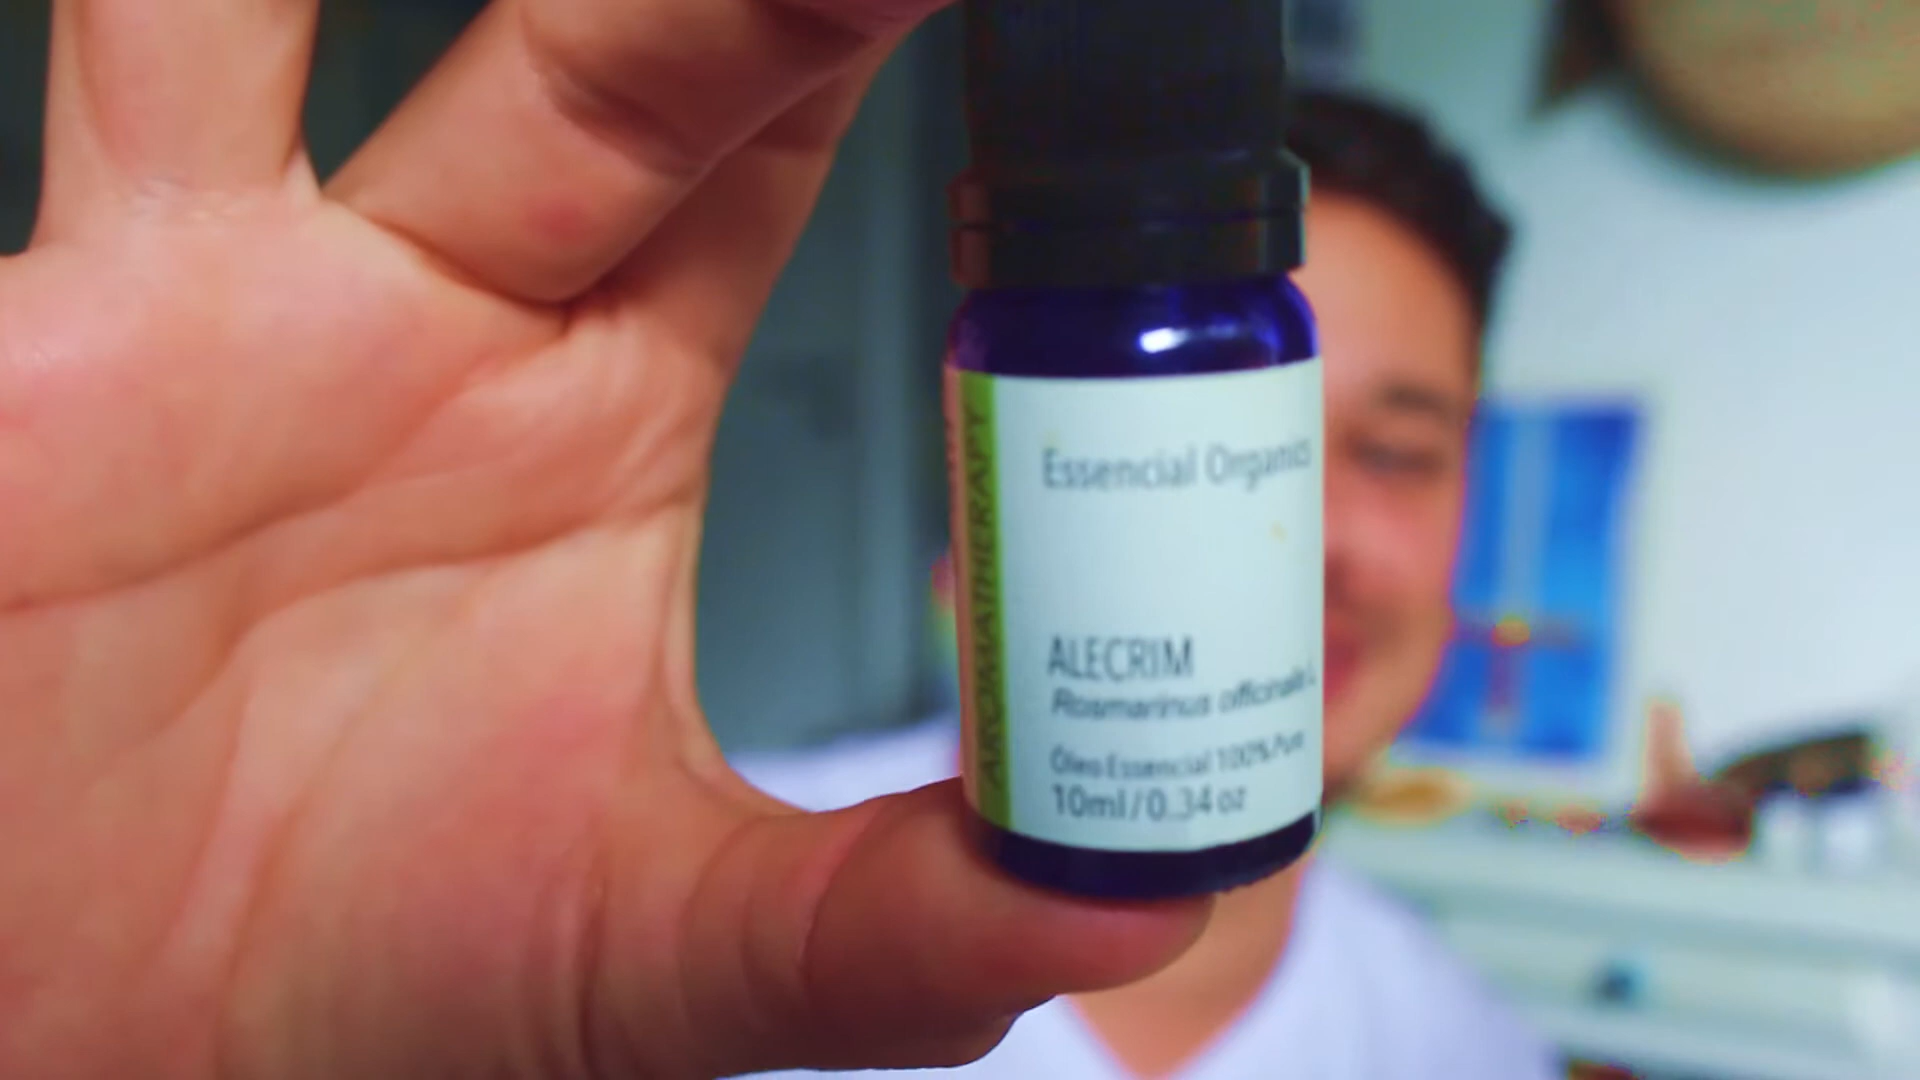 AROMATHERAPY
Essencial Organics
ALECRIM
Rosmarinus officinalis L
Óleo Essencial 100% Puro
10ml/0.34 oz